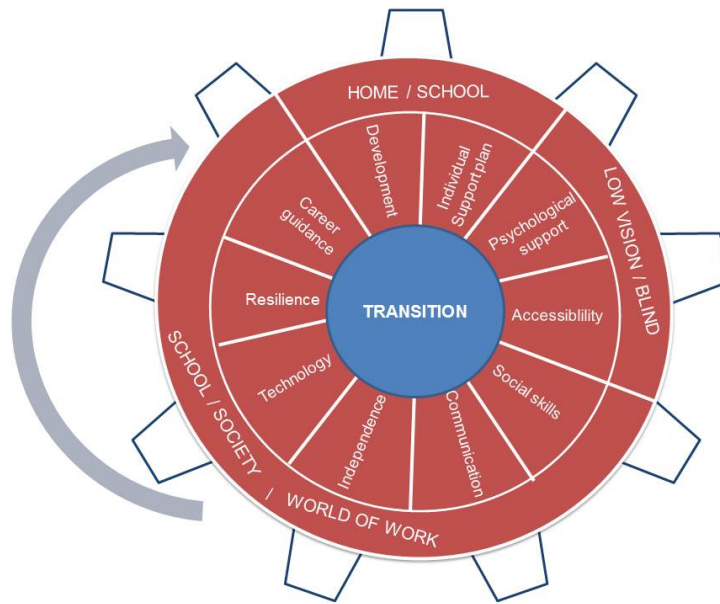 HOME / SCHOOL
LOW VISION / BLIND
SCHOOL / SOCIETY / WORLD OF WORK
Development
Individual
Support plan
Psychological
support
Accessiblility
Social skills
Communication
Independence
Technology
Resilience
Career
guidance
TRANSITION